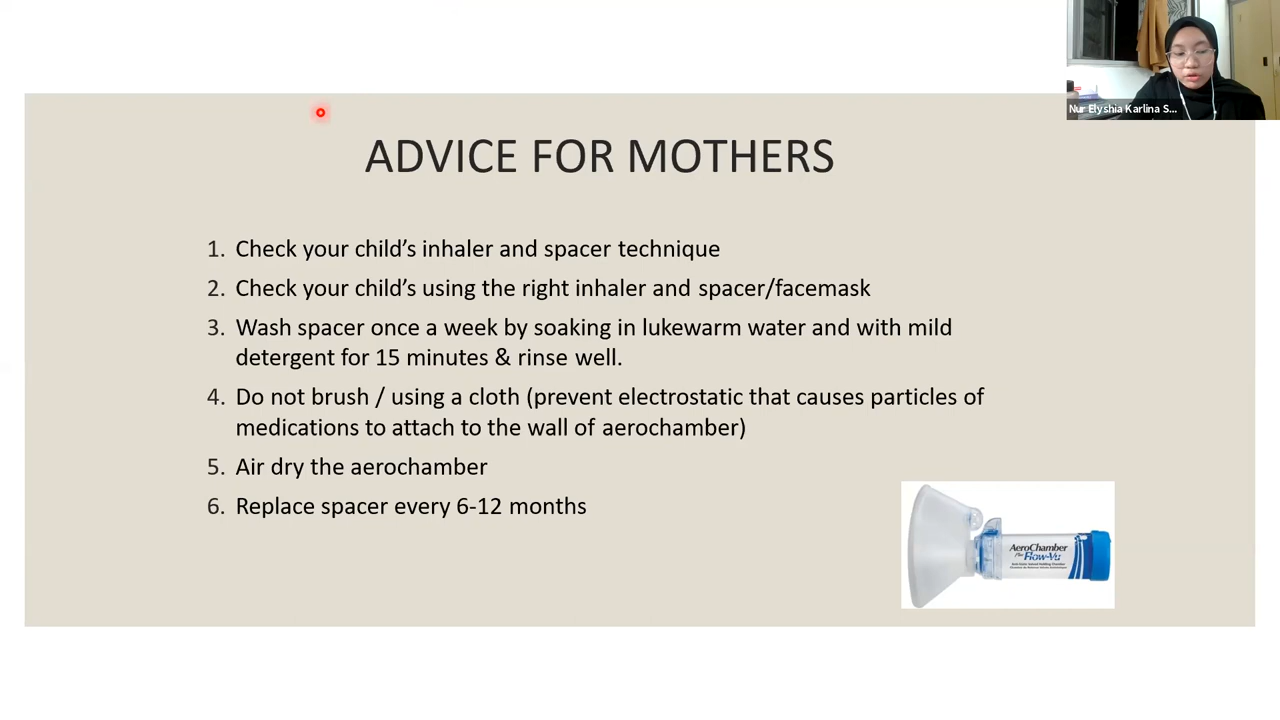 Nur Elyshia Karlina S...
ADVICE FOR MOTHERS
1. Check your child's inhaler and spacer technique
2. Check your child's using the right inhaler and spacer/facemask
3. Wash spacer once a week by soaking in lukewarm water and with mild
detergent for 15 minutes & rinse well.
4. Do not brush / using a cloth (prevent electrostatic that causes particles of
medications to attach to the wall of aerochamber)
5. Air dry the aerochamber
6. Replace spacer every 6-12 months
AeroChamber
Plus Flow-Vu